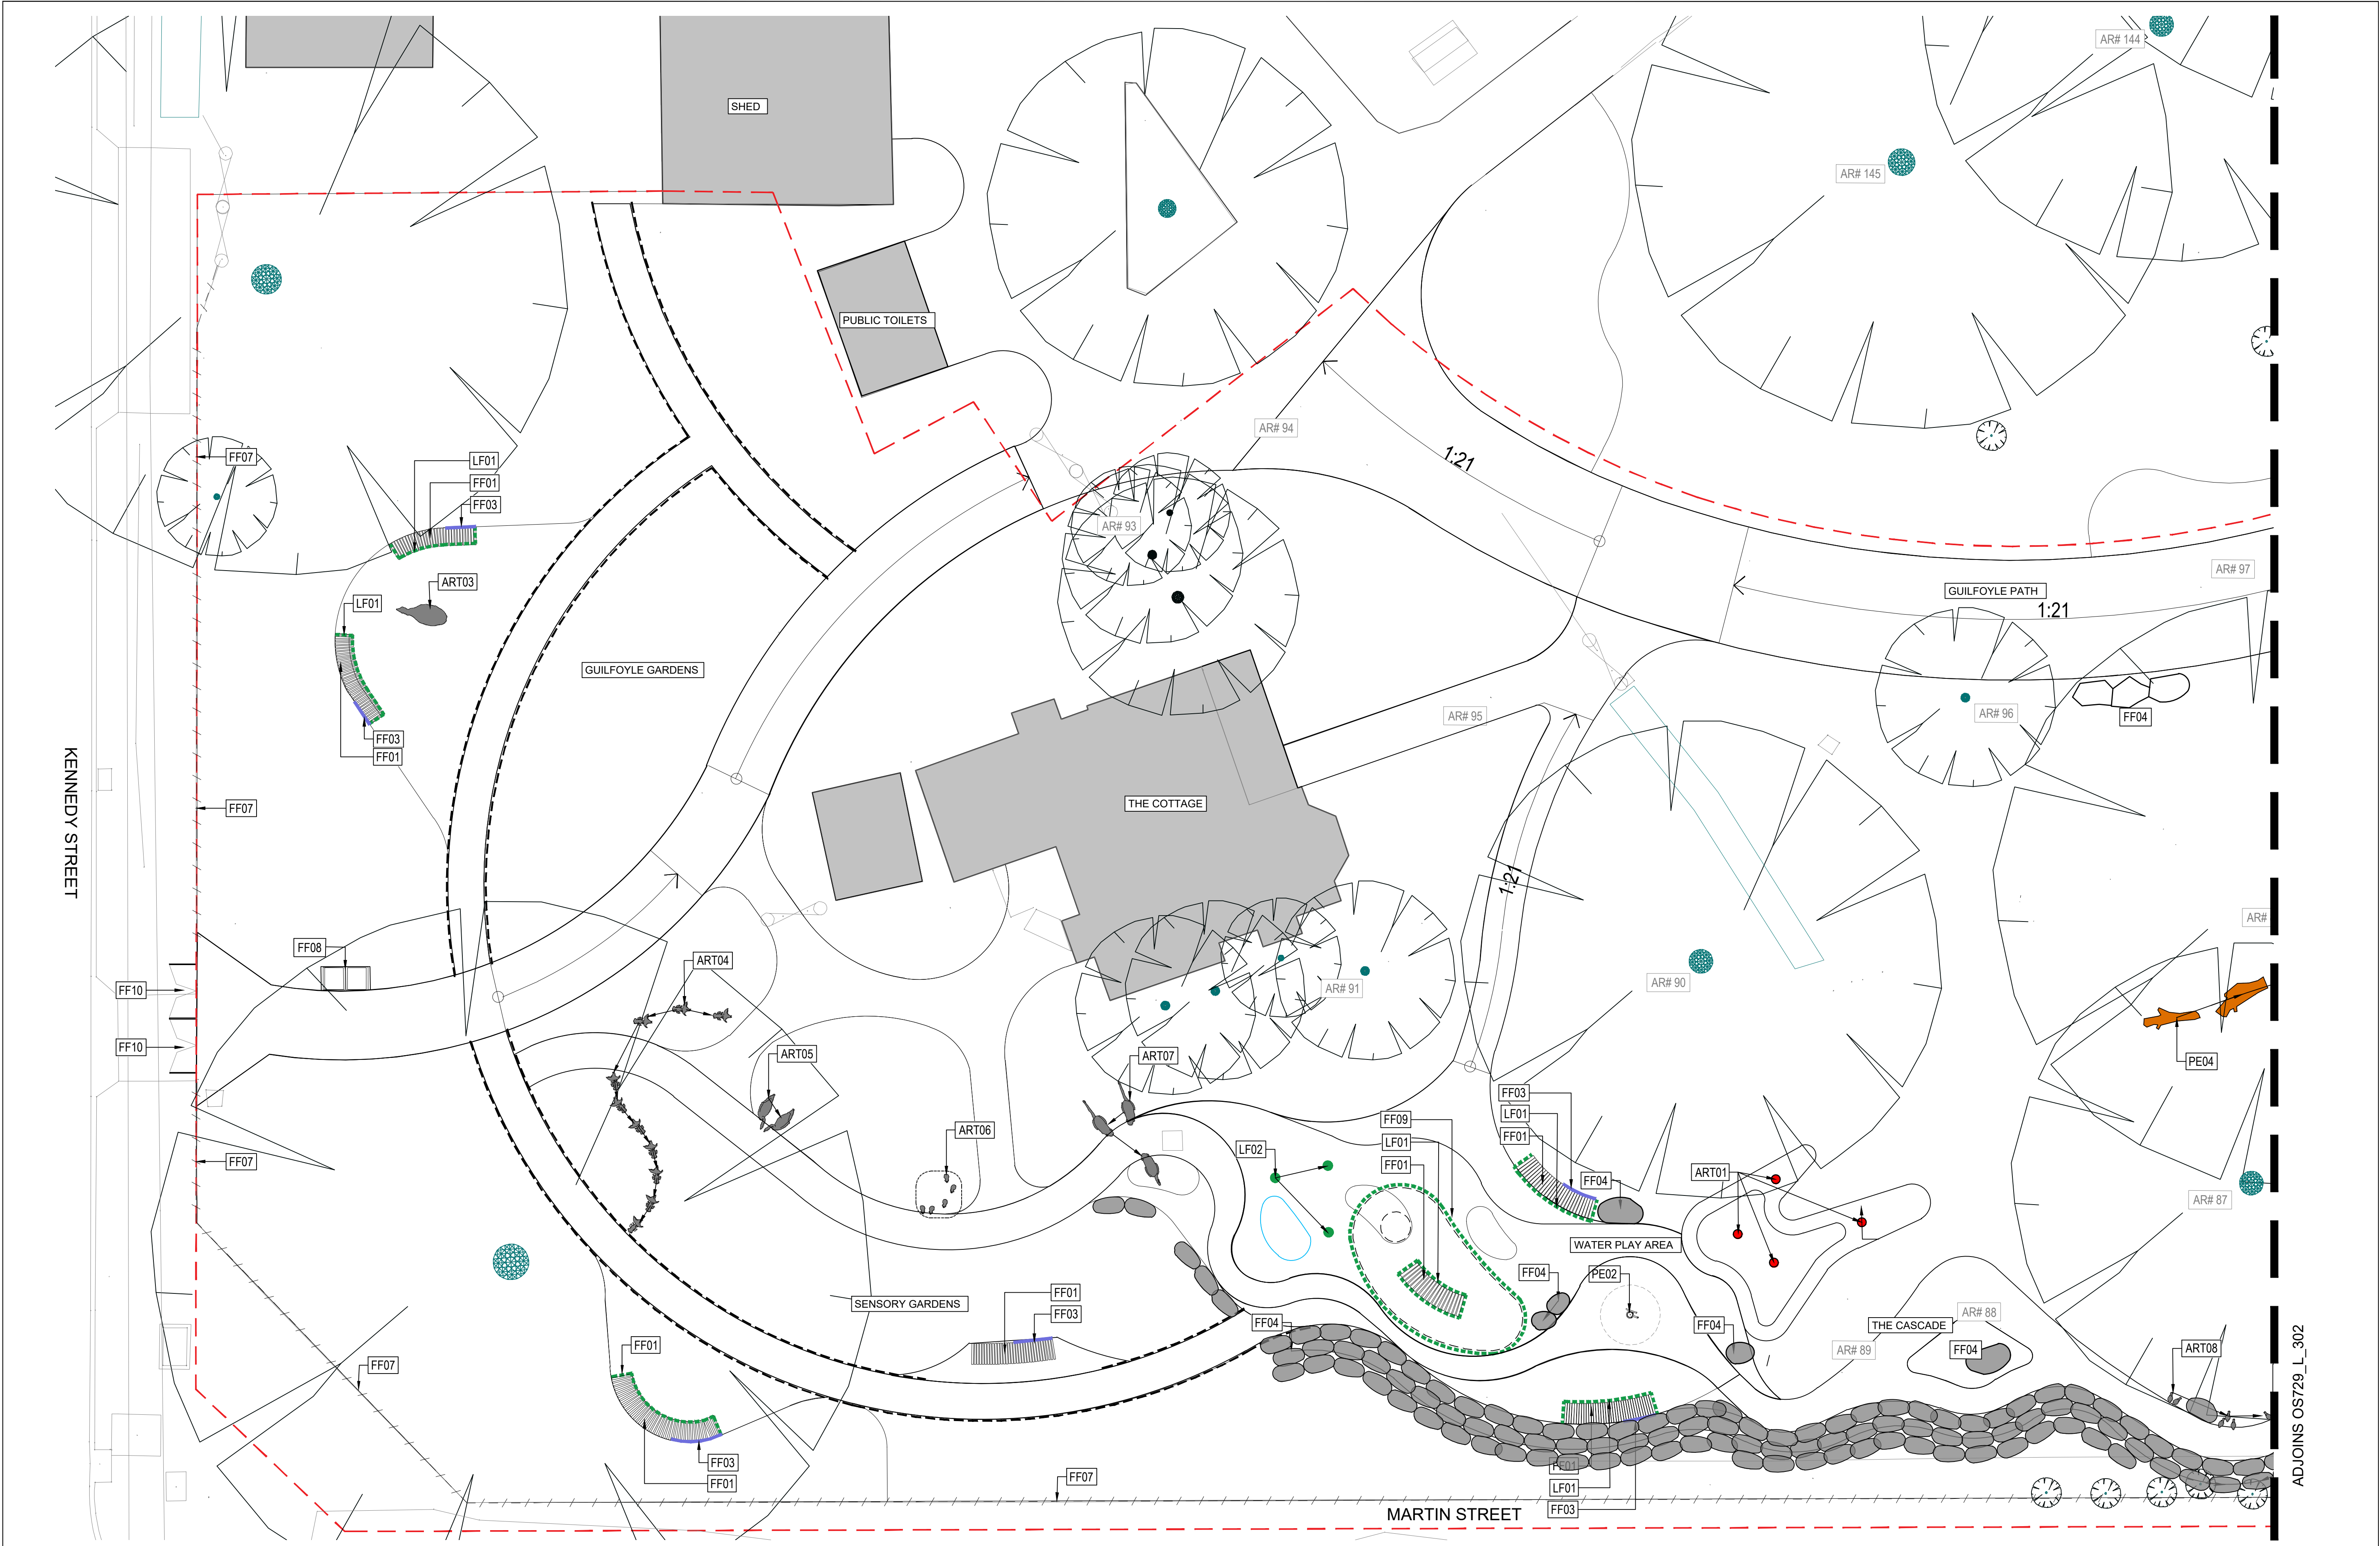 AR# 144
SHED
AR# 145
PUBLIC TOILETS
AR# 94
FF07
LF01
FF01
FF03
1:21
AR# 93
AR# 97
ART03
GUILFOYLE PATH
1:21
LF01
GUILFOYLE GARDENS
AR# 95
AR# 96
FF04
FF03
FF01
KENNEDY STREET
FF07
THE COTTAGE
1:21
AR#
FF08
ART04
AR# 91
AR# 90
FF10
FF10
ART05
ART07
PE04
FF03
LF01
FF01
FF09
LF01
FF01
ART06
LF02
FF07
ART01
FF04
AR# 87
WATER PLAY AREA
FF04
PE02
FF01
FF03
SENSORY GARDENS
FF04
FF04
THE CASCADE
AR# 88
AR# 89
FF04
ART08
FF01
FF07
FF03
FF01
FF07
FF01
LF01
FF03
MARTIN STREET
ADJOINS OS729_L_302